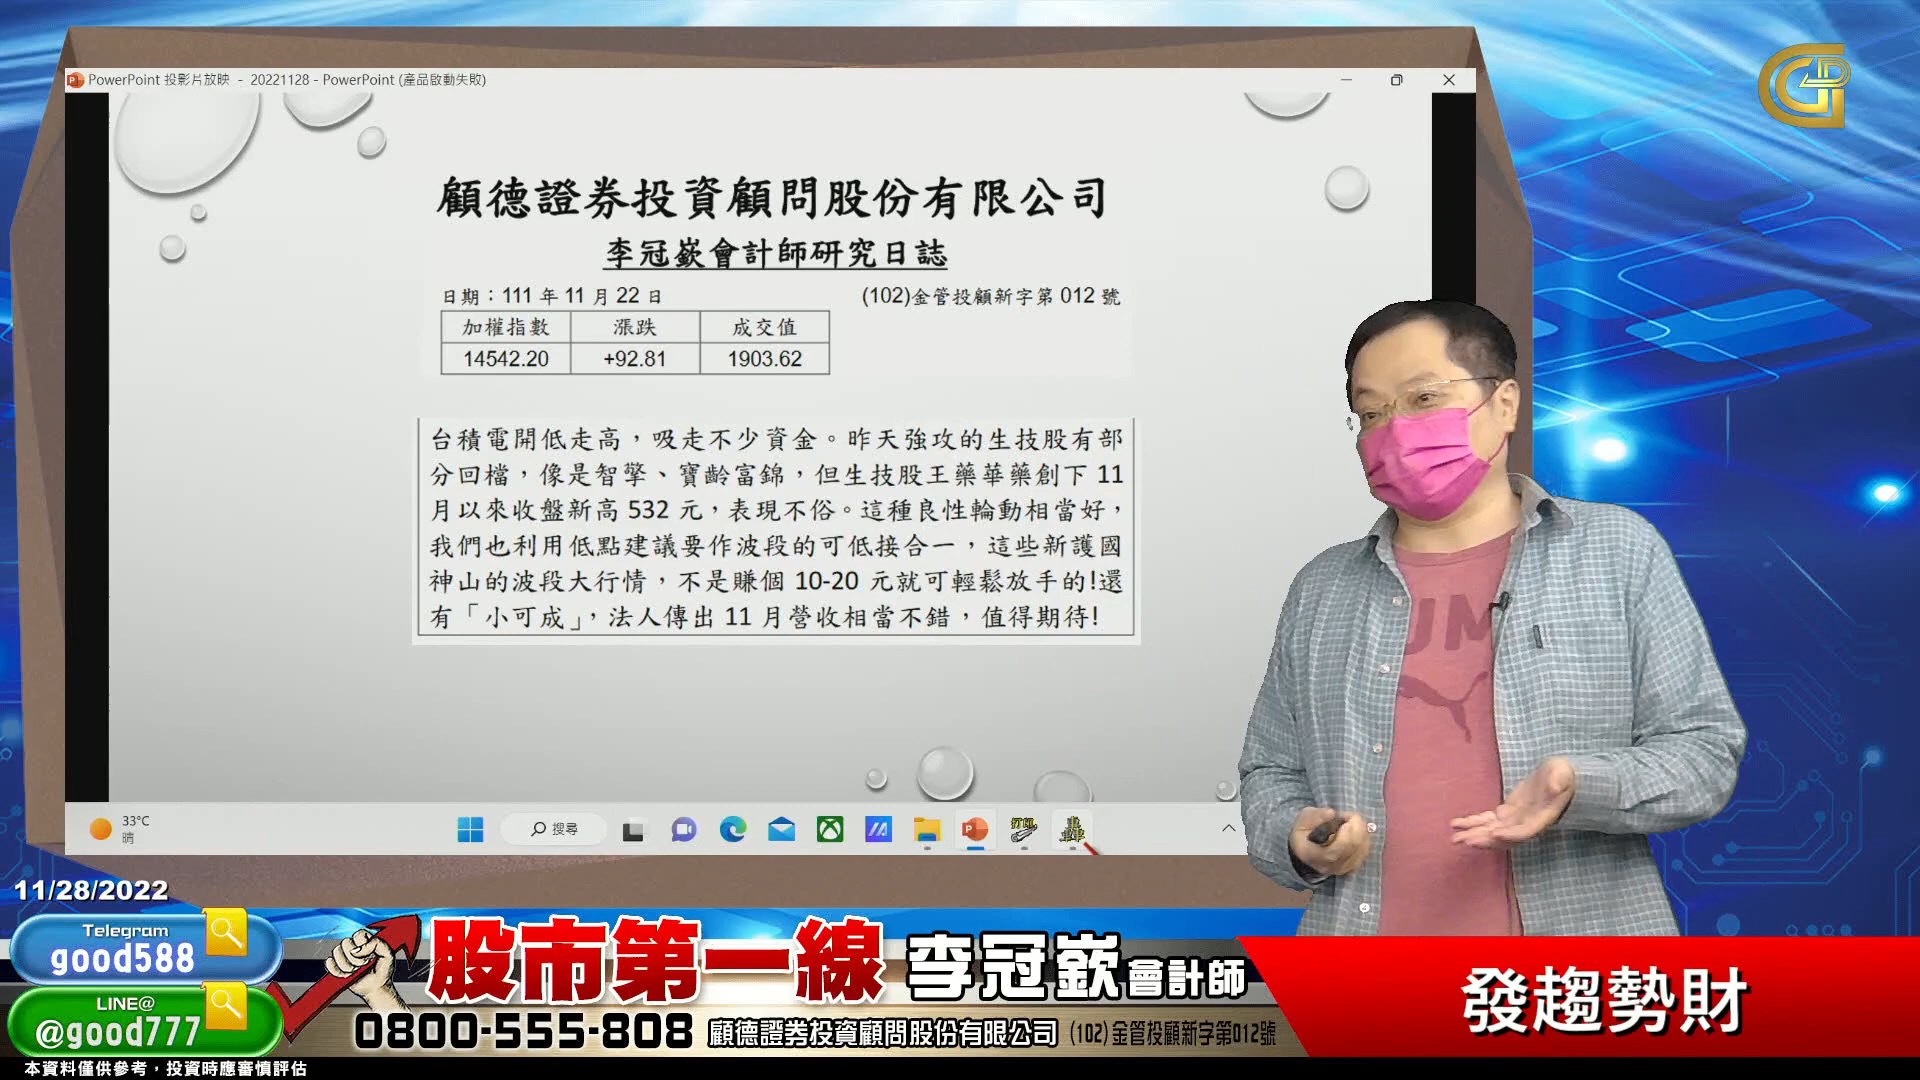 PowerPoint 投影片放映 - 20221128 - PowerPoint (產品啟動失敗)
顧德證券投資顧問股份有限公司
李冠嶔會計師研究日誌
日期：111 年 11 月 22 日
(102)金管投顧新字第 012 號
加權指數 漲跌 成交值
14542.20 +92.81 1903.62
台積電開低走高，吸走不少資金。昨天強攻的生技股有部
分回檔，像是智擎、寶齡富錦，但生技股王藥華藥創下 11
月以來收盤新高 532 元，表現不俗。這種良性輪動相當好，
我們也利用低點建議要作波段的可低接合一，這些新護國
神山的波段大行情，不是賺個 10-20 元就可輕鬆放手的!還
有「小可成」，法人傳出 11 月營收相當不錯，值得期待!
UM
33°C
晴
搜尋
打印
11/28/2022
Telegram
good588
LINE@
@good777
股市第一線 李冠嶔會計師
0800-555-808 顧德證券投資顧問股份有限公司 (102)金管投顧新字第012號
發趨勢財
本資料僅供參考，投資時應審慎評估